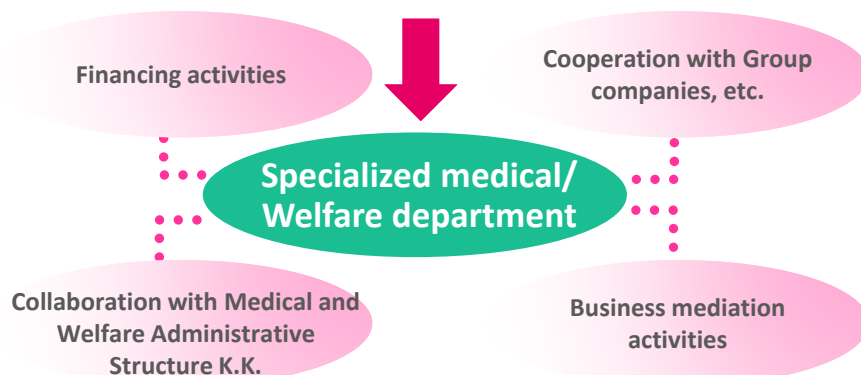 Financing activities
Cooperation with Group
companies, etc.
Specialized medical/
Welfare department
Collaboration with Medical and
Welfare Administrative
Structure K.K.
Business mediation
activities